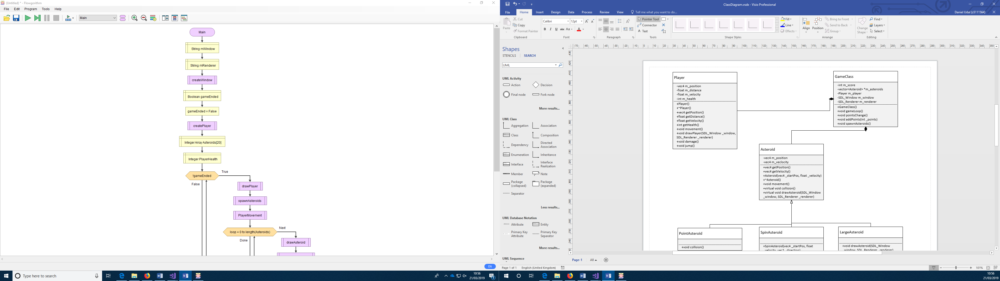 (Untitled) * - Flowgorithm
File Edit Program Tools Help
Main
Main
String mWindow
String mRenderer
createWindow
Boolean gameEnded
gameEnded = False
createPlayer
Integer Array Asteroids[20]
Integer PlayerHealth
!gameEnded
True
False
drawPlayer
spawnAsteroids
PlayerMovement
loop = 0 to length(Asteroids)
Next
Done
drawAsteroid
EN
Type here to search
10:56
21/03/2019
ClassDiagram.vsdx - Visio Professional
File Home Insert Design Data Process Review View Tell me what you want to do...
Daniel Udal (s5111564)
Paste
Cut
Copy
Format Painter
Clipboard
Calibri 12pt
B I U abc Aa A
Font
Paragraph
Pointer Tool
Connector
A Text
Tools
Shape Styles
Fill
Line
Effects
Align
Position
Bring to Front
Send to Back
Group
Arrange
Change
Shape
Find
Layers
Select
Editing
Shapes
STENCILS SEARCH
UML
UML Activity
Action Decision
Final node Fork node
More results...
UML Class
Aggregation Association
Class Composition
Dependency Directed
Association
Enumeration Inheritance
Interface Interface
Realization
Member Note
Package
(collapsed)
Package
(expanded)
Separator
Less results...
UML Database Notation
Attribute Entity
Primary Key
Attribute
Primary Key
Separator
More results...
UML Sequence
Player
-vec4 m_position
-float m_distance
-float m_velocity
-int m_health
+Player()
+~Player()
+vec4 getPosition()
+float getDistance()
+float getVelocity()
+int getHealth()
+void movement()
+void drawPlayer(SDL_Window _window,
SDL_Renderer _renderer)
+void damage()
+void jump()
GameClass
-int m_score
-vector<Asteroid> *m_asteroids
-Player m_player
-SDL_Window m_window
-SDL_Renderer m_renderer
+GameClass()
+void gameLoop()
+void pointsChange()
+void addPoints(int _points)
+void spawnAsteroids()
Asteroid
-vec4 m_position
-vec4 m_veclocity
+vec4 getPosition()
+vec4 getVelocity()
+Asteroid(vec4 _startPos, float _velocity)
+~Asteroid()
+void movement()
+virtual void collision()
+virtual void drawAsteroid(SDL_Window
_window, SDL_Renderer _renderer)
PointAsteroid
+void collision()
SpinAsteroid
+SpinAsteroid(vec4 _startPos, float
LargeAsteroid
+void drawAsteroid(SDL_Window
Page-1 All
Page 1 of 1 English (United Kingdom)
101%
10:56
21/03/2019